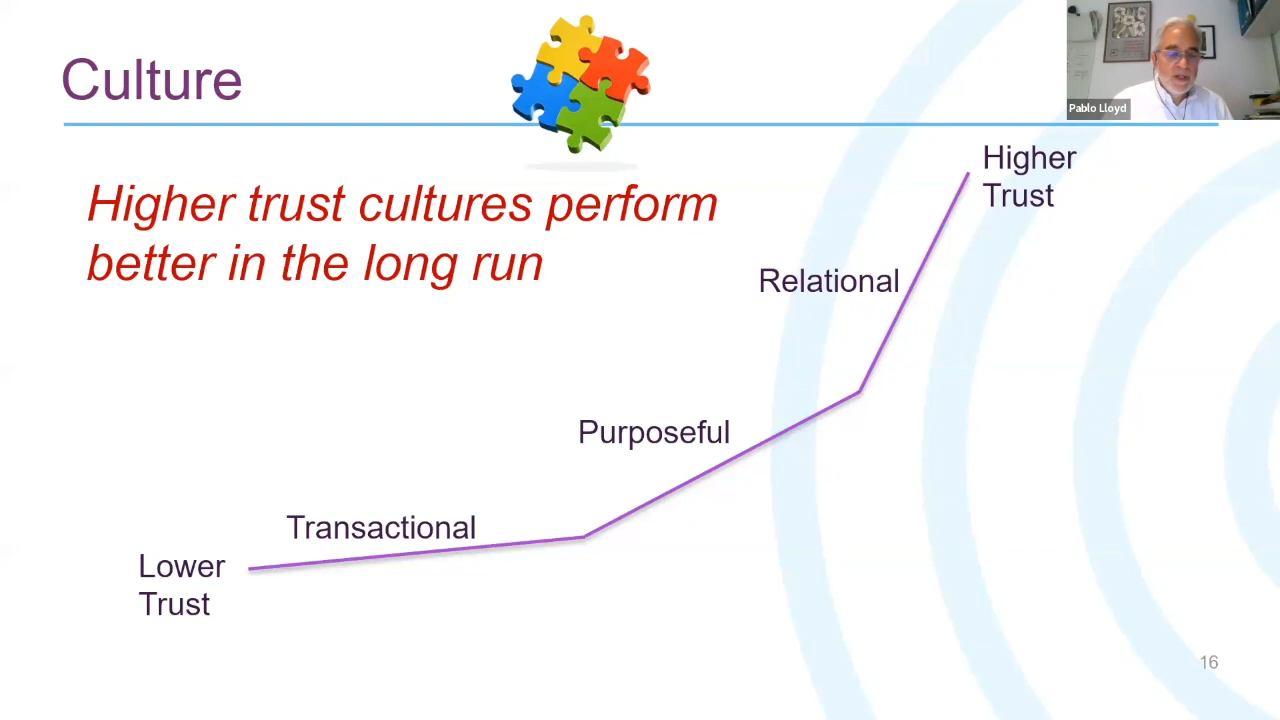 Culture
Pablo Lloyd
Higher trust cultures perform
better in the long run
Higher
Trust
Relational
Purposeful
Transactional
Lower
Trust
16